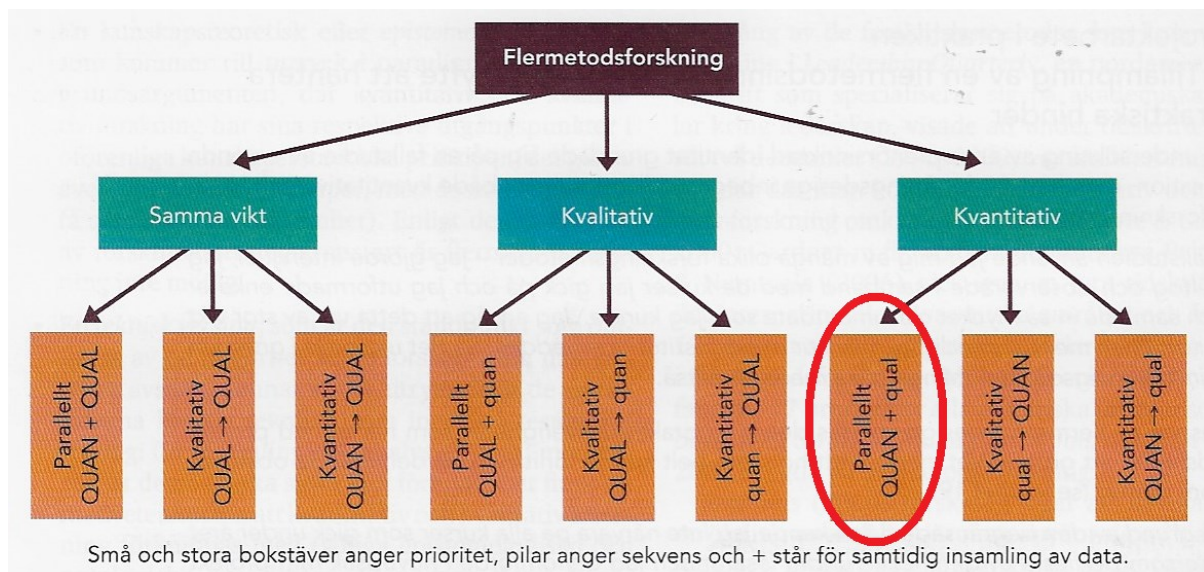 Flermetodsforskning
Samma vikt
Kvalitativ
Kvantitativ
Parallellt
QUAN + QUAL
Kvalitativ
QUAL → QUAL
Kvantitativ
QUAN → QUAL
Parallellt
QUAL + quan
Kvalitativ
QUAL → quan
Kvantitativ
quan → QUAL
Parallellt
QUAN + qual
Kvalitativ
qual → QUAN
Kvantitativ
QUAN → qual
Små och stora bokstäver anger prioritet, pilar anger sekvens och + står för samtidig insamling av data.